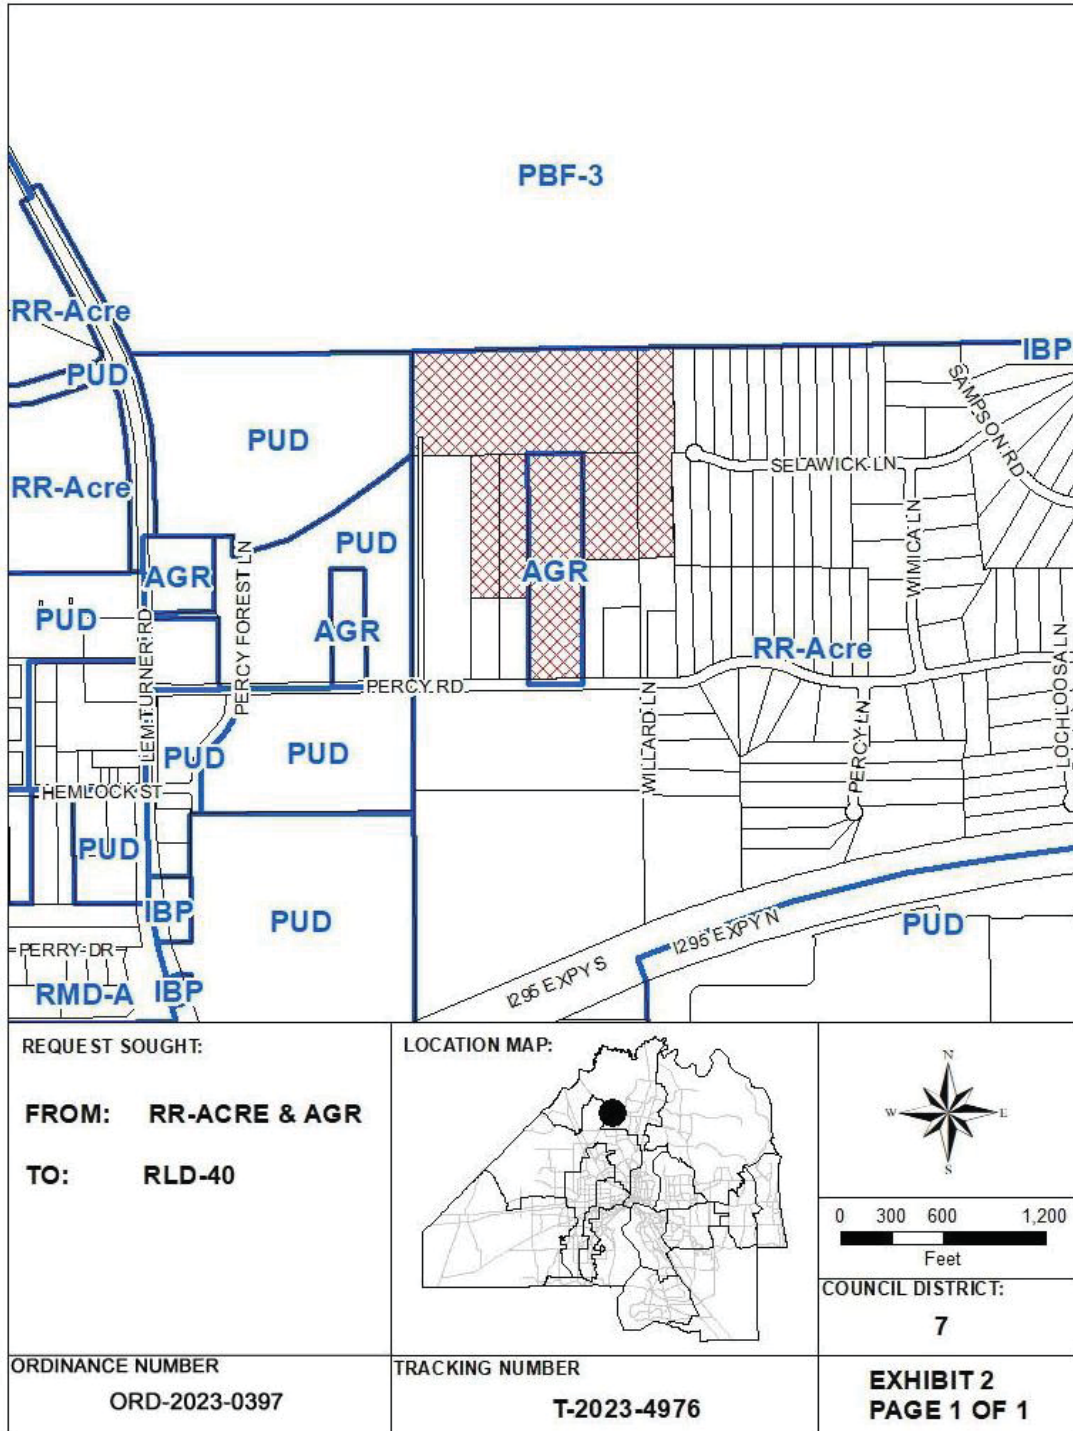 PBF-3
RR-Acre
IBP
PUD
SAMPSON RD
PUD
SELAWICK LN
RR-Acre
WIMICA LN
PUD
PERCY FOREST LN
AGR
AGR
PUD
LEM TURNER RD
AGR
RR-Acre
LOCHLOOSA LN
PERCY RD
WILLARD LN
PERCY LN
PUD
PUD
HEMLOCK ST
PUD
IBP
PUD
PUD
I295 EXPY N
PERRY DR
I295 EXPY S
RMD-A
IBP
REQUEST SOUGHT:
FROM: RR-ACRE & AGR
TO: RLD-40
LOCATION MAP:
N
W
E
S
0 300 600 1,200
Feet
COUNCIL DISTRICT:
7
ORDINANCE NUMBER
ORD-2023-0397
TRACKING NUMBER
T-2023-4976
EXHIBIT 2
PAGE 1 OF 1